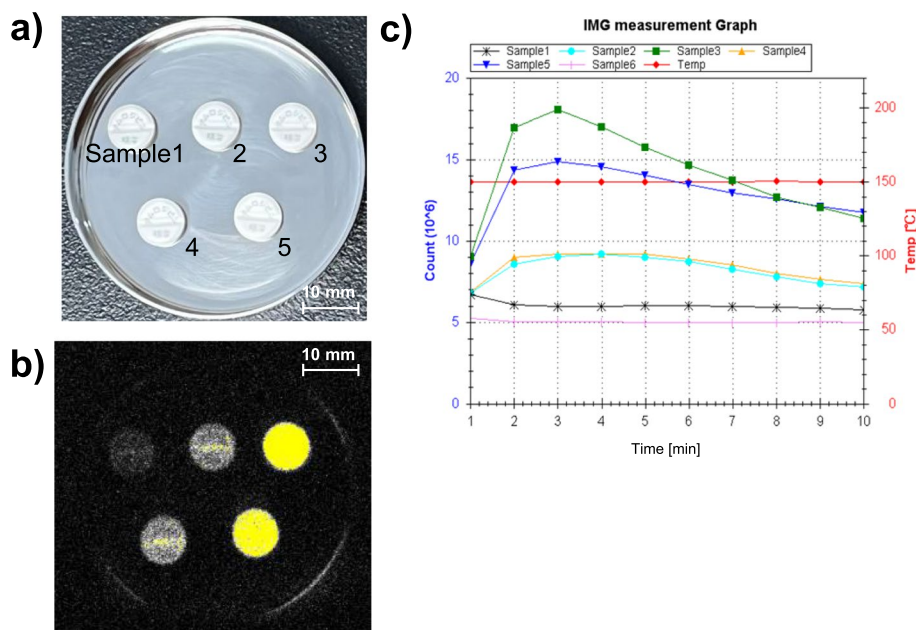 a)
Sample1
2
3
4
5
10 mm
b)
10 mm
c)
IMG measurement Graph
Sample1 Sample2 Sample3 Sample4
Sample5 Sample6 Temp
20
15
10
5
0
Count (10^6)
200
150
100
50
0
Temp [℃]
1 2 3 4 5 6 7 8 9 10
Time [min]